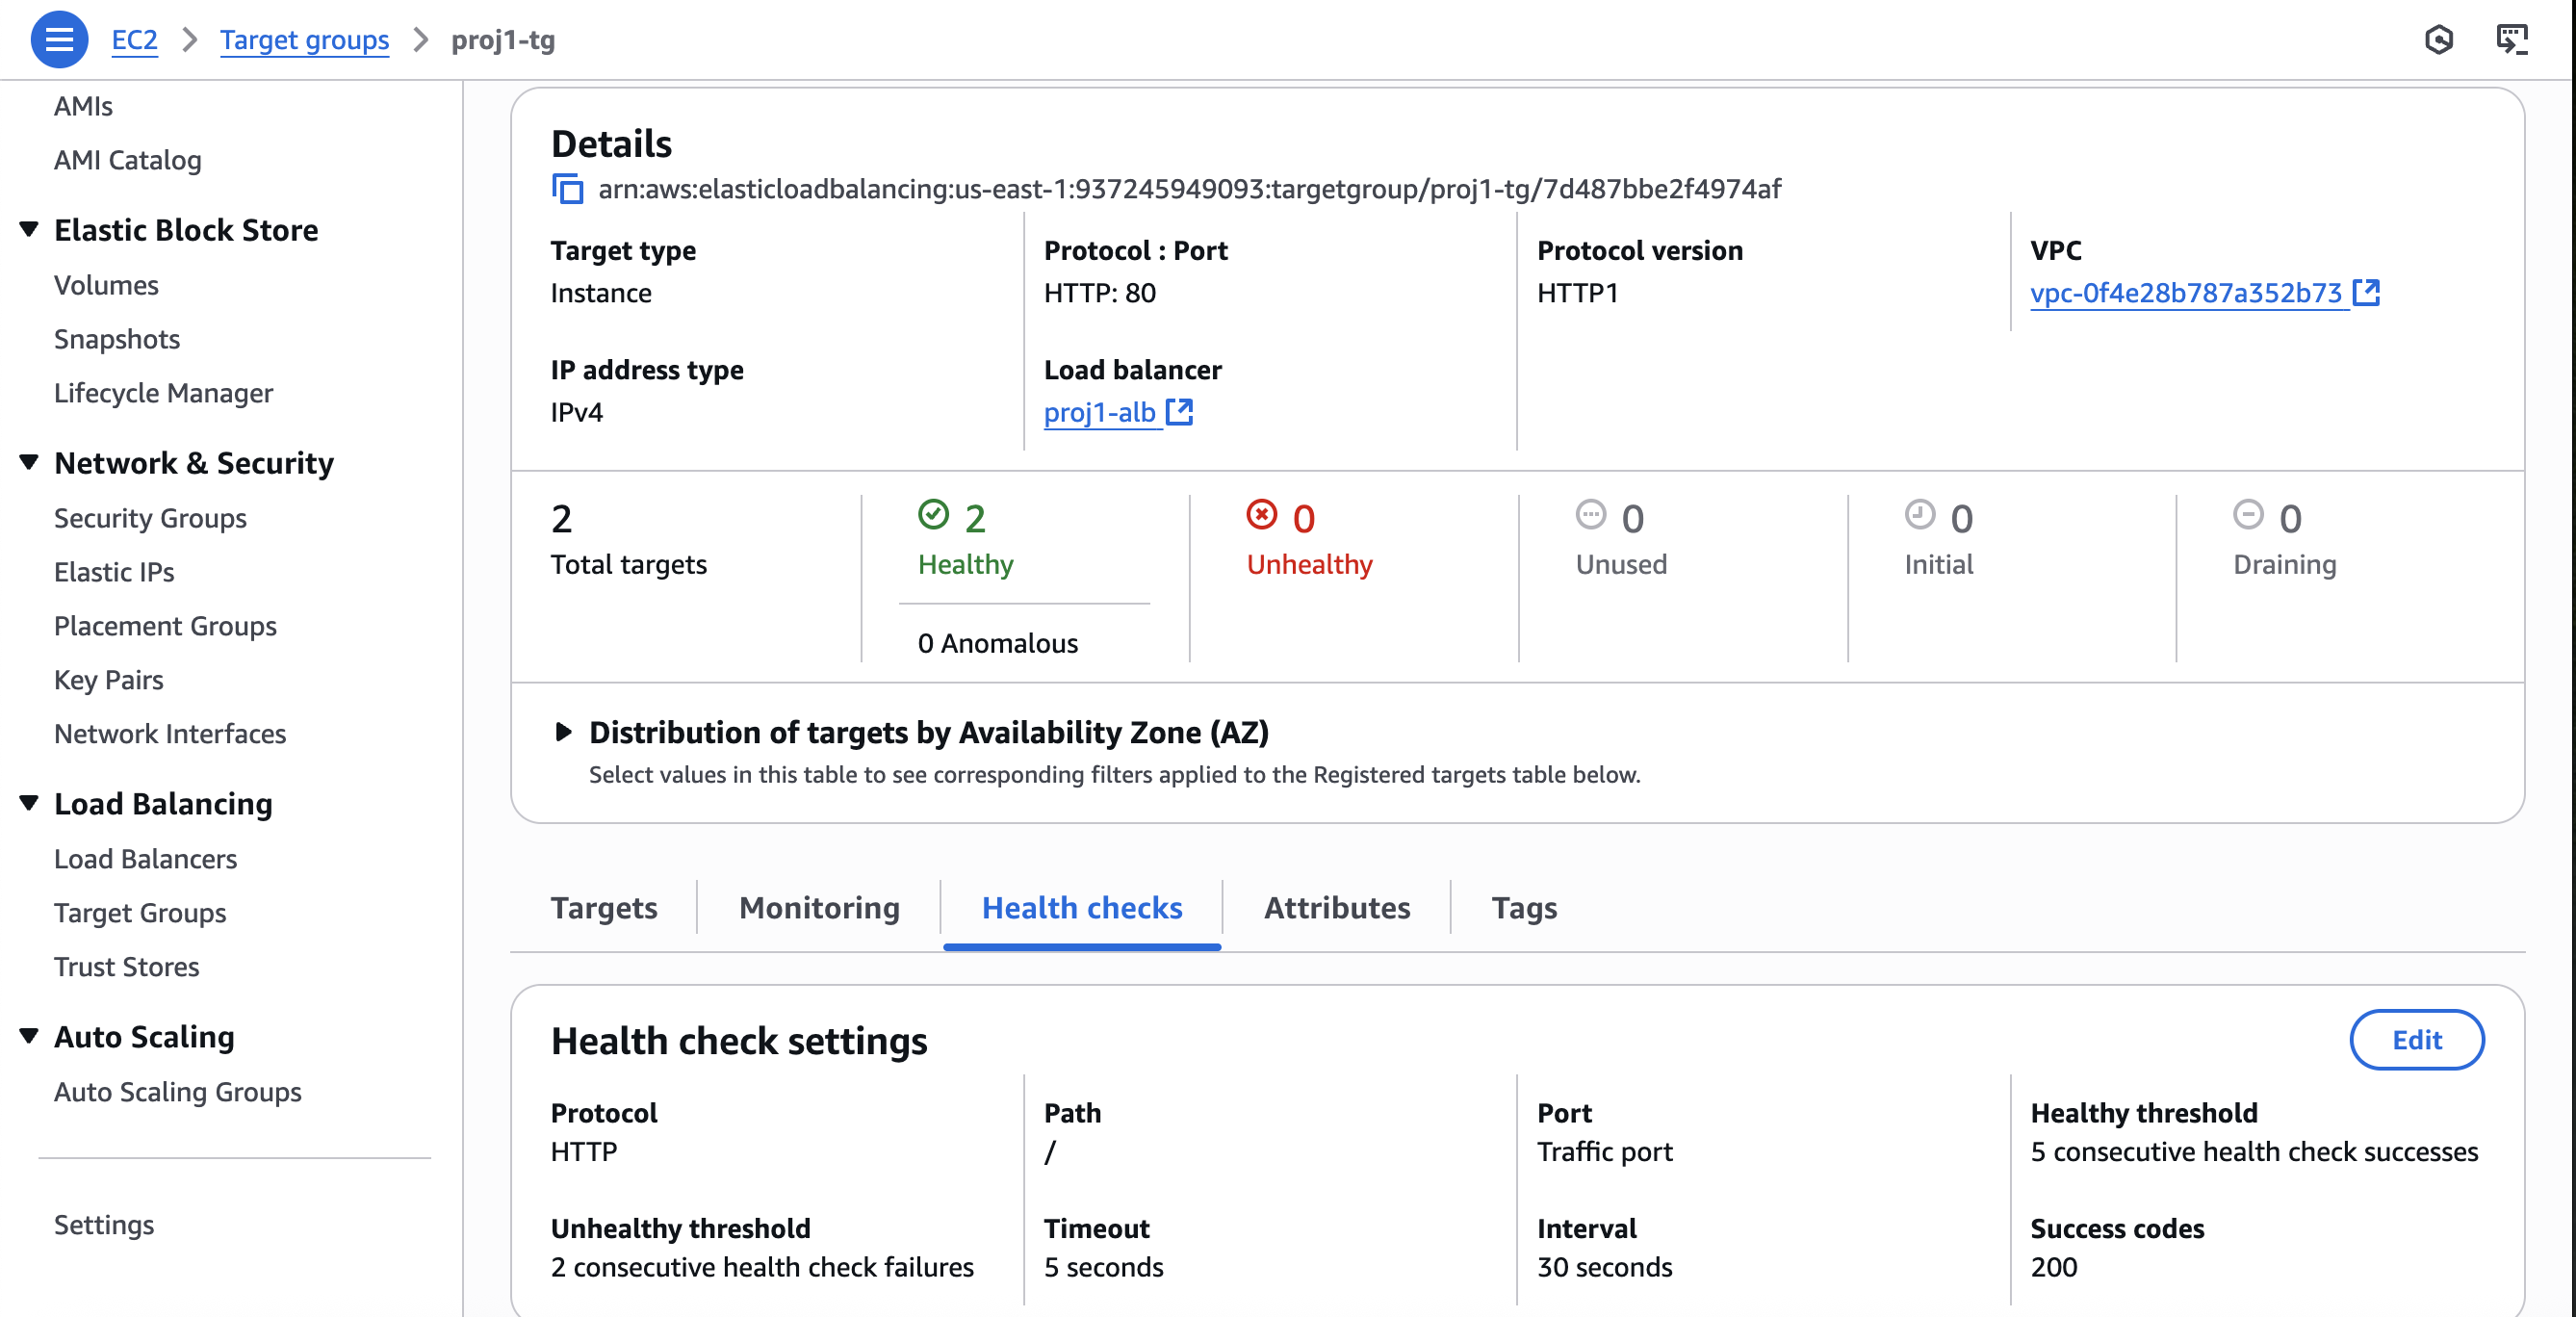 EC2 > Target groups > proj1-tg
AMIs
AMI Catalog
Elastic Block Store
Volumes
Snapshots
Lifecycle Manager
Network & Security
Security Groups
Elastic IPs
Placement Groups
Key Pairs
Network Interfaces
Load Balancing
Load Balancers
Target Groups
Trust Stores
Auto Scaling
Auto Scaling Groups
Settings
Details
arn:aws:elasticloadbalancing:us-east-1:937245949093:targetgroup/proj1-tg/7d487bbe2f4974af
Target type
Instance
Protocol : Port
HTTP: 80
Protocol version
HTTP1
VPC
vpc-0f4e28b787a352b73
IP address type
IPv4
Load balancer
proj1-alb
2
Total targets
2
Healthy
0 Anomalous
0
Unhealthy
0
Unused
0
Initial
0
Draining
Distribution of targets by Availability Zone (AZ)
Select values in this table to see corresponding filters applied to the Registered targets table below.
Targets
Monitoring
Health checks
Attributes
Tags
Health check settings
Edit
Protocol
HTTP
Path
/
Port
Traffic port
Healthy threshold
5 consecutive health check successes
Unhealthy threshold
2 consecutive health check failures
Timeout
5 seconds
Interval
30 seconds
Success codes
200